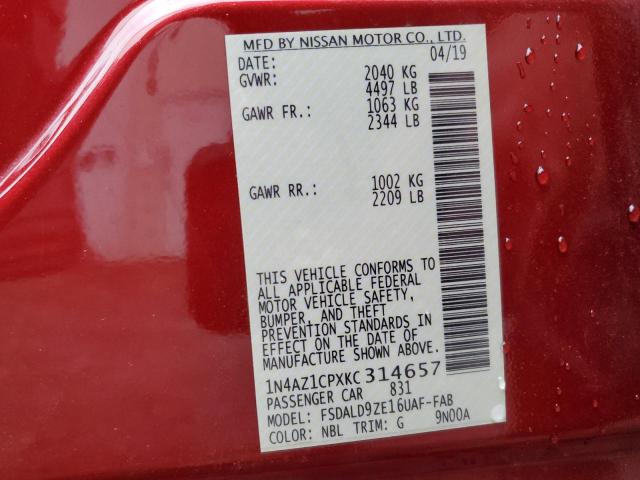 MFD BY NISSAN MOTOR CO., LTD.
DATE: 04/19
GVWR: 2040 KG
4497 LB
GAWR FR.: 1063 KG
2344 LB
GAWR RR.: 1002 KG
2209 LB
THIS VEHICLE CONFORMS TO
ALL APPLICABLE FEDERAL
MOTOR VEHICLE SAFETY,
BUMPER, AND THEFT
PREVENTION STANDARDS IN
EFFECT ON THE DATE OF
MANUFACTURE SHOWN ABOVE.
1N4AZ1CPXKC314657
PASSENGER CAR 831
MODEL: FSDALD9ZE16UAF-FAB
COLOR: NBL TRIM: G 9N00A